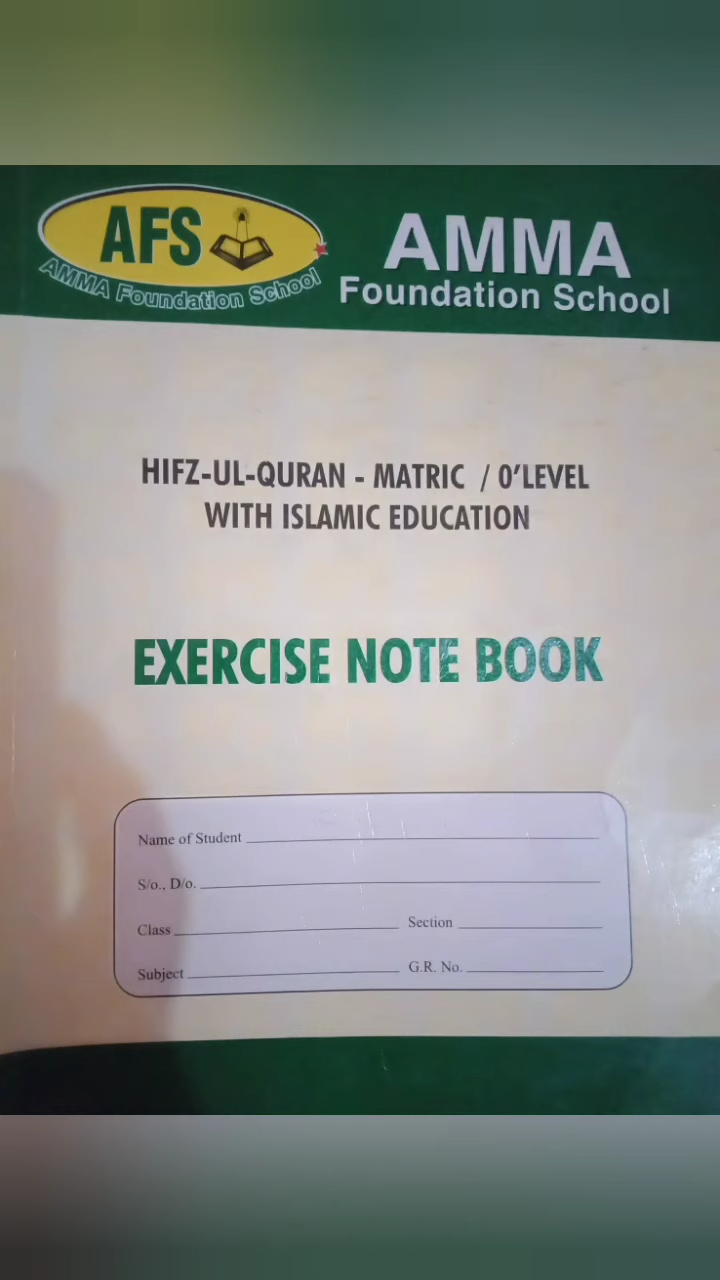 AFS
AMMA Foundation School
AMMA
Foundation School
HIFZ-UL-QURAN - MATRIC / O'LEVEL
WITH ISLAMIC EDUCATION
EXERCISE NOTE BOOK
Name of Student
S/o., D/o.
Class Section
Subject G.R. No.